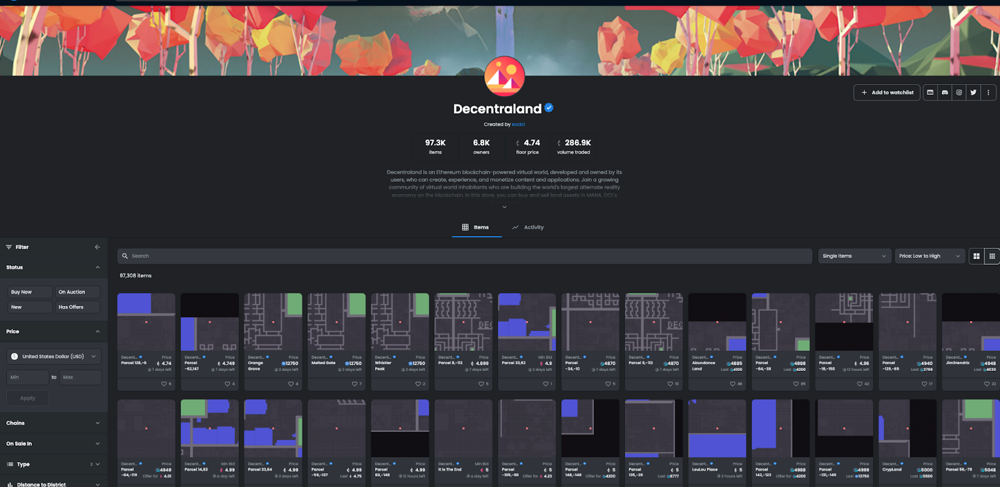 Add to watchlist
Decentraland
Created by eodcl
97.3K
items
6.8K
owners
4.74
floor price
286.9K
volume traded
Decentraland is an Ethereum blockchain-powered virtual world, developed and owned by its
users, who can create, experience, and monetize content and applications. Join a growing
community of virtual world inhabitants who are building the world's largest alternate reality
economy on the blockchain. In this store, you can buy and sell land assets in MANA, DCL's
Items
Activity
Filter
Status
Buy Now
On Auction
New
Has Offers
Price
United States Dollar (USD)
Min
to
Max
Apply
Chains
On Sale In
Type
2
Distance to District
Search
Single Items
Price: Low to High
97,308 items
Decent... Price
Parcel 128,-6 4.74
7 days left
6
Decent... Price
Parcel 4.749
-62,147
7 days left
4
Decent... Price
Orange 12750
Grove 2 days left
4
Decent... Price
Melted Gate 12750
2 days left
7
Decent... Price
Whistler 12750
Peak 2 days left
2
Decent... Price
Parcel 8,-112 4.899
7 days left
5
Decent... Min Bid
Parcel 33,62 4.9
2 days left
1
Decent... Price
Parcel 4870
-34,-10 7 days left
5
Decent... Price
Parcel 9,-112 4870
7 days left
10
Decent... Price
Abundance 4885
Land Last 4100
48
Decent... Price
Parcel 4888
-84,-38 Last 4200
85
Decent... Price
Parcel 4.96
-18,-150 12 hours left
42
Decent... Price
Parcel 4940
-129,-85 Last 3799
17
Decent... Price
JimiHendrix 4948
Last 4030
22
Decent... Price
Parcel 4949
-84,-119 Offer for 4.01
Decent... Min Bid
Parcel 14,63 4.99
a day left
Decent... Price
Parcel 33,64 4.99
2 days left
Decent... Price
Parcel 4.99
-59,-127 Last 4.75
Decent... Price
Parcel 4.99
60,-148 12 hours left
Decent... Min Bid
It Is The End 5
a day left
Decent... Price
Parcel 5
-105,-90 Offer for 4.23
Decent... Price
Parcel 5
148,-146 Offer for 4200
Decent... Price
Parcel 5
135,-20 Last 8777
Decent... Price
LouLou Place 4988
3 hours left
Decent... Price
Parcel 4988
142,-123 Offer for 4200
Decent... Price
Parcel 4999
-131,-145 Last 13750
Decent... Price
CrypLand 5000
Last 5500
Decent... Price
Parcel 56,-79 5048
7 days left